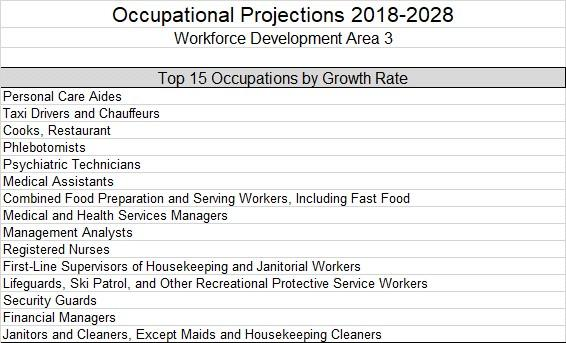 Occupational Projections 2018-2028
Workforce Development Area 3
Top 15 Occupations by Growth Rate
Personal Care Aides
Taxi Drivers and Chauffeurs
Cooks, Restaurant
Phlebotomists
Psychiatric Technicians
Medical Assistants
Combined Food Preparation and Serving Workers, Including Fast Food
Medical and Health Services Managers
Management Analysts
Registered Nurses
First-Line Supervisors of Housekeeping and Janitorial Workers
Lifeguards, Ski Patrol, and Other Recreational Protective Service Workers
Security Guards
Financial Managers
Janitors and Cleaners, Except Maids and Housekeeping Cleaners